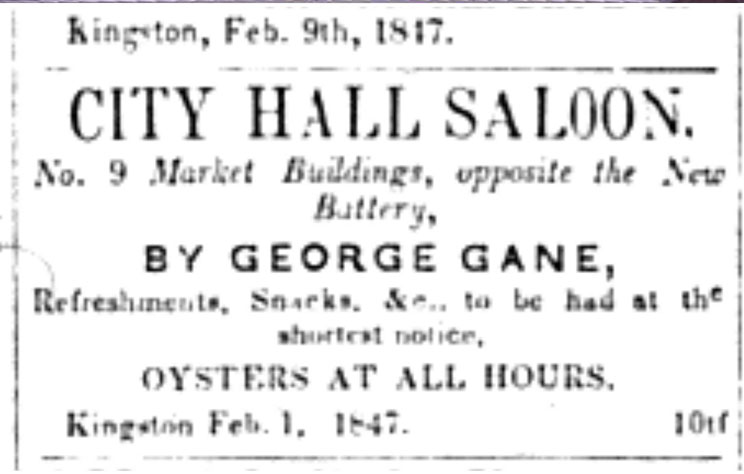 Kingston, Feb. 9th, 1847.
CITY HALL SALOON.
No. 9 Market Buildings, opposite the New
Battery,
BY GEORGE GANE,
Refreshments, Snacks, &c., to be had at the
shortest notice,
OYSTERS AT ALL HOURS.
Kingston Feb. 1, 1847. 10tf